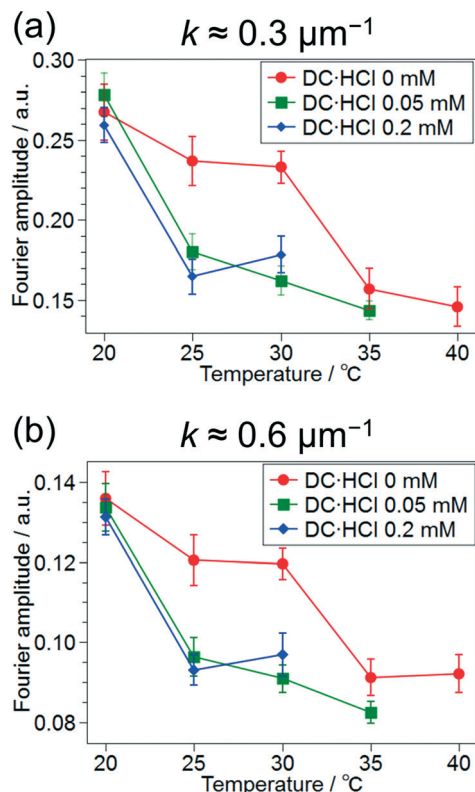 (a) k ≈ 0.3 μm⁻¹
Fourier amplitude / a.u.
0.30
0.25
0.20
0.15
DC·HCl 0 mM
DC·HCl 0.05 mM
DC·HCl 0.2 mM
20 25 30 35 40
Temperature / °C
(b) k ≈ 0.6 μm⁻¹
Fourier amplitude / a.u.
0.14
0.12
0.10
0.08
DC·HCl 0 mM
DC·HCl 0.05 mM
DC·HCl 0.2 mM
20 25 30 35 40
Temperature / °C